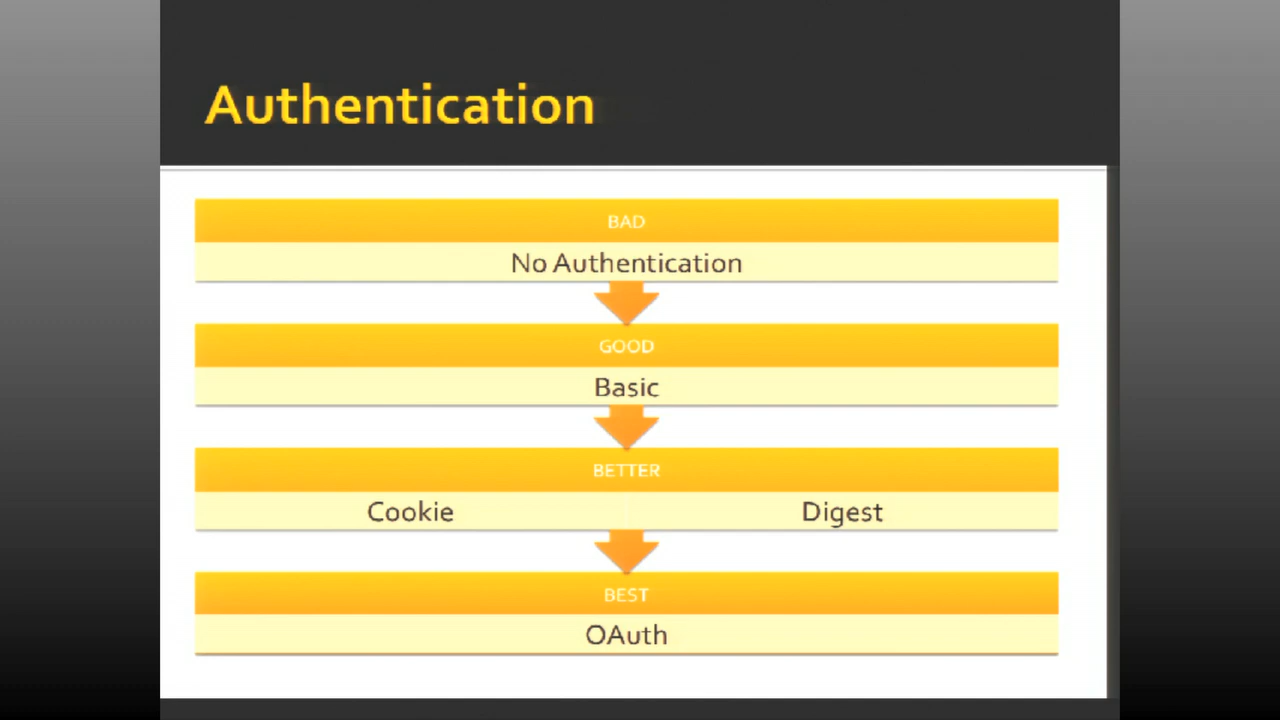 Authentication
BAD
No Authentication
GOOD
Basic
BETTER
Cookie Digest
BEST
OAuth